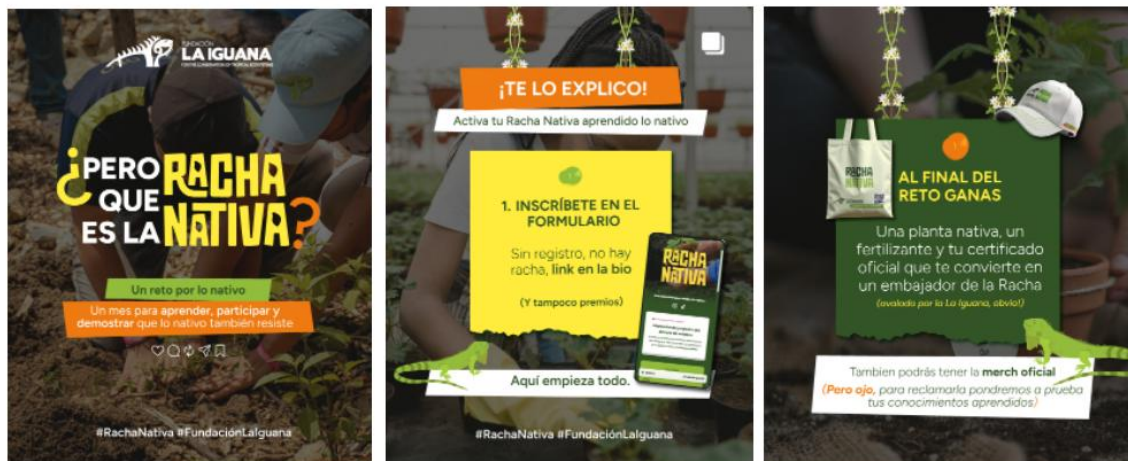 FUNDACIÓN
LA IGUANA
¿PERO
QUE
ES LA
RACHA
NATIVA?
Un reto por lo nativo
Un mes para aprender, participar y
demostrar que lo nativo también resiste
#RachaNativa #FundaciónLaIguana
¡TE LO EXPLICO!
Activa tu Racha Nativa aprendido lo nativo
1. INSCRÍBETE EN EL
FORMULARIO
Sin registro, no hay
racha, link en la bio
(Y tampoco premios)
RACHA
NATIVA
Aquí empieza todo.
#RachaNativa #FundaciónLaIguana
RACHA
NATIVA
AL FINAL DEL
RETO GANAS
Una planta nativa, un
fertilizante y tu certificado
oficial que te convierte en
un embajador de la Racha
(avalado por la La Iguana, obvio!)
Tambien podrás tener la merch oficial
(Pero ojo, para reclamarla pondremos a prueba
tus conocimientos aprendidos)